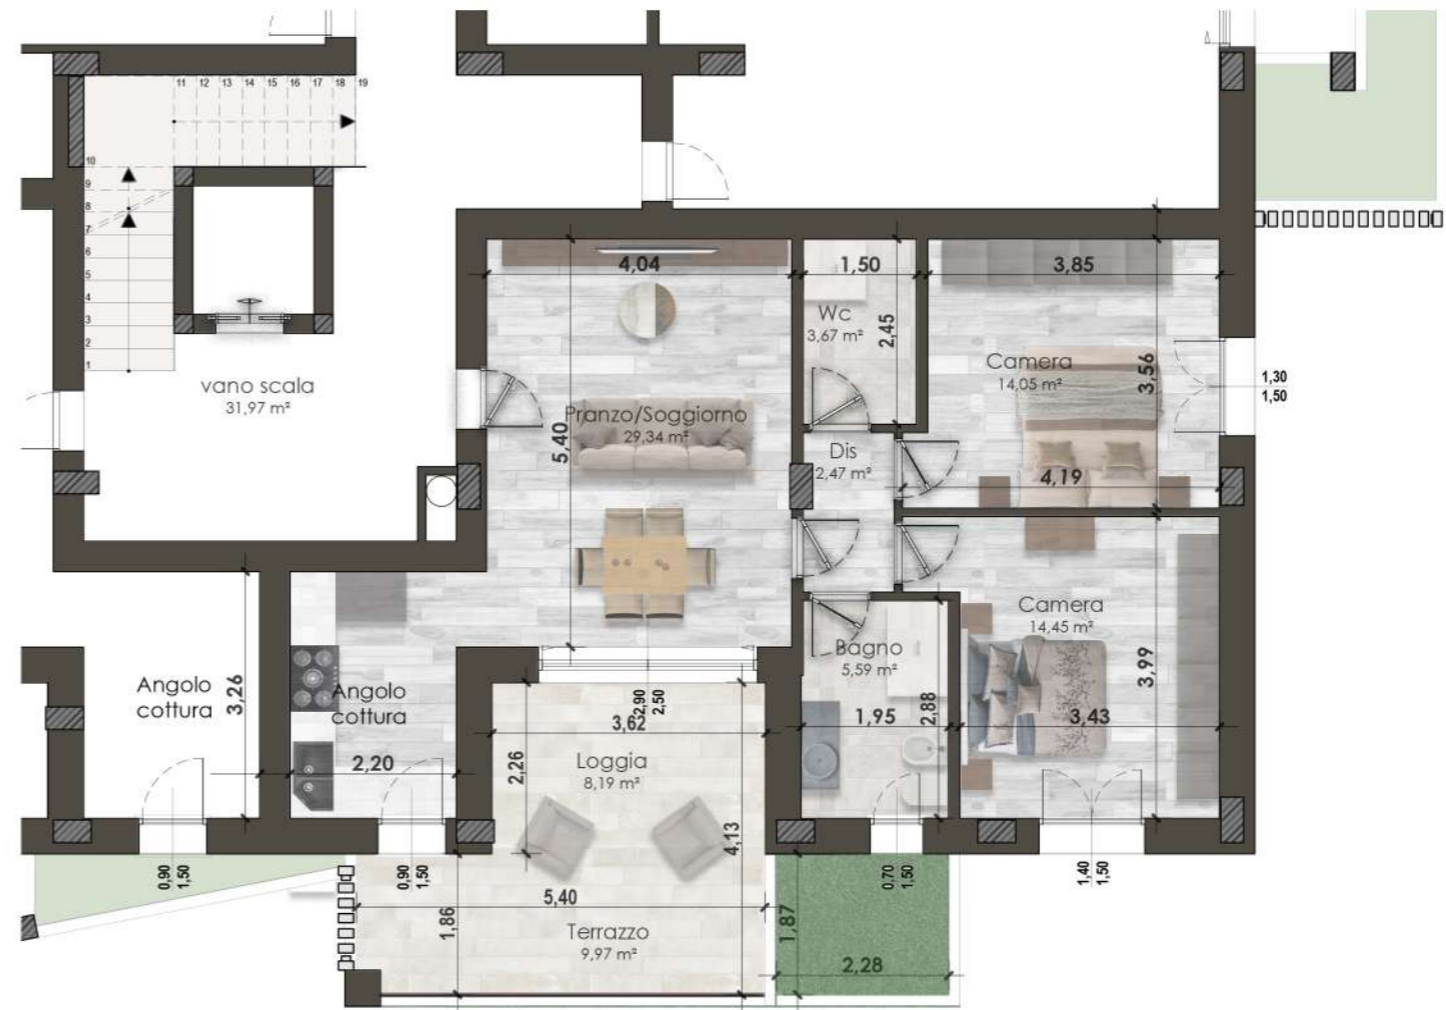 11 12 13 14 15 16 17 18 19
10
9
8
7
6
5
4
3
2
1
vano scala
31,97 m²
4,04
1,50
3,85
Wc
3,67 m²
2,45
Camera
14,05 m²
3,56
1,30
1,50
Pranzo/Soggiorno
29,34 m²
5,40
Dis
2,47 m²
4,19
Angolo
cottura
3,26
Angolo
cottura
2,20
Camera
14,45 m²
3,99
3,43
Bagno
5,59 m²
1,95
2,88
2,90
2,50
3,62
2,26
Loggia
8,19 m²
4,13
0,90
1,50
0,90
1,50
0,70
1,50
1,40
1,50
5,40
1,86
Terrazzo
9,97 m²
1,87
2,28